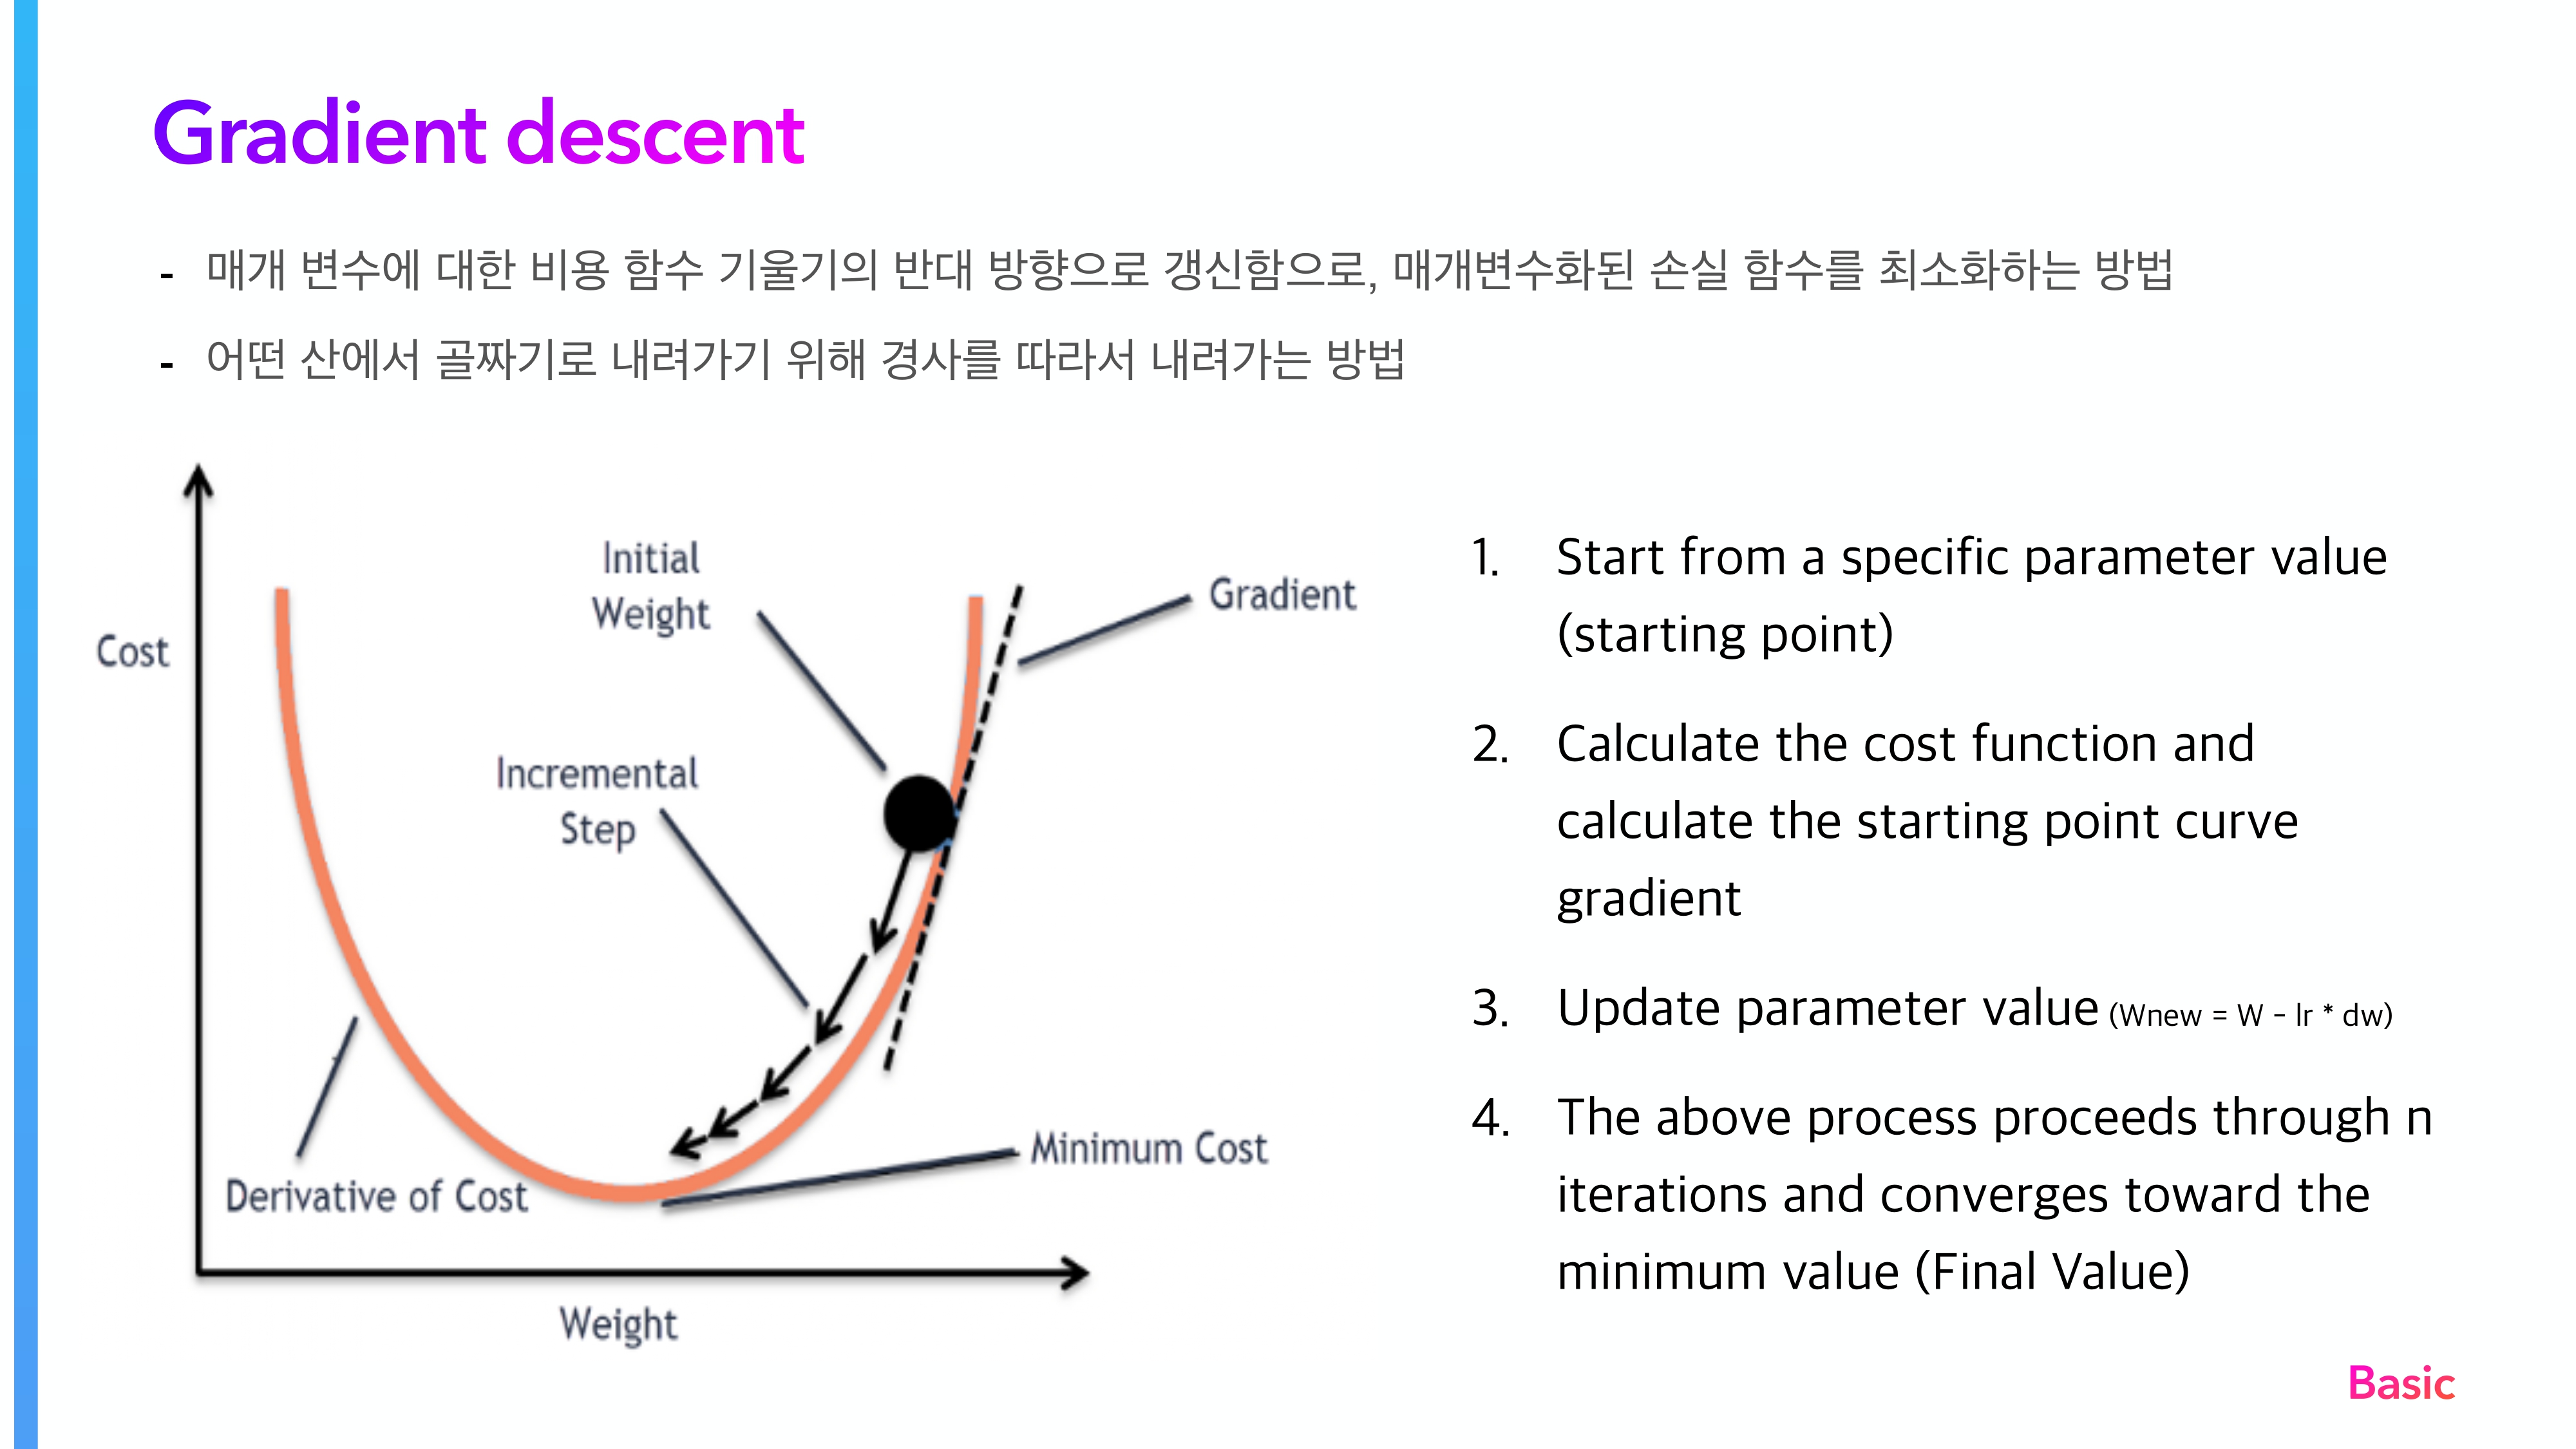 Gradient descent
- 매개 변수에 대한 비용 함수 기울기의 반대 방향으로 갱신함으로, 매개변수화된 손실 함수를 최소화하는 방법
- 어떤 산에서 골짜기로 내려가기 위해 경사를 따라서 내려가는 방법
Cost
Initial
Weight
Gradient
Incremental
Step
Derivative of Cost
Minimum Cost
Weight
1. Start from a specific parameter value
(starting point)
2. Calculate the cost function and
calculate the starting point curve
gradient
3. Update parameter value (Wnew = W - lr * dw)
4. The above process proceeds through n
iterations and converges toward the
minimum value (Final Value)
Basic